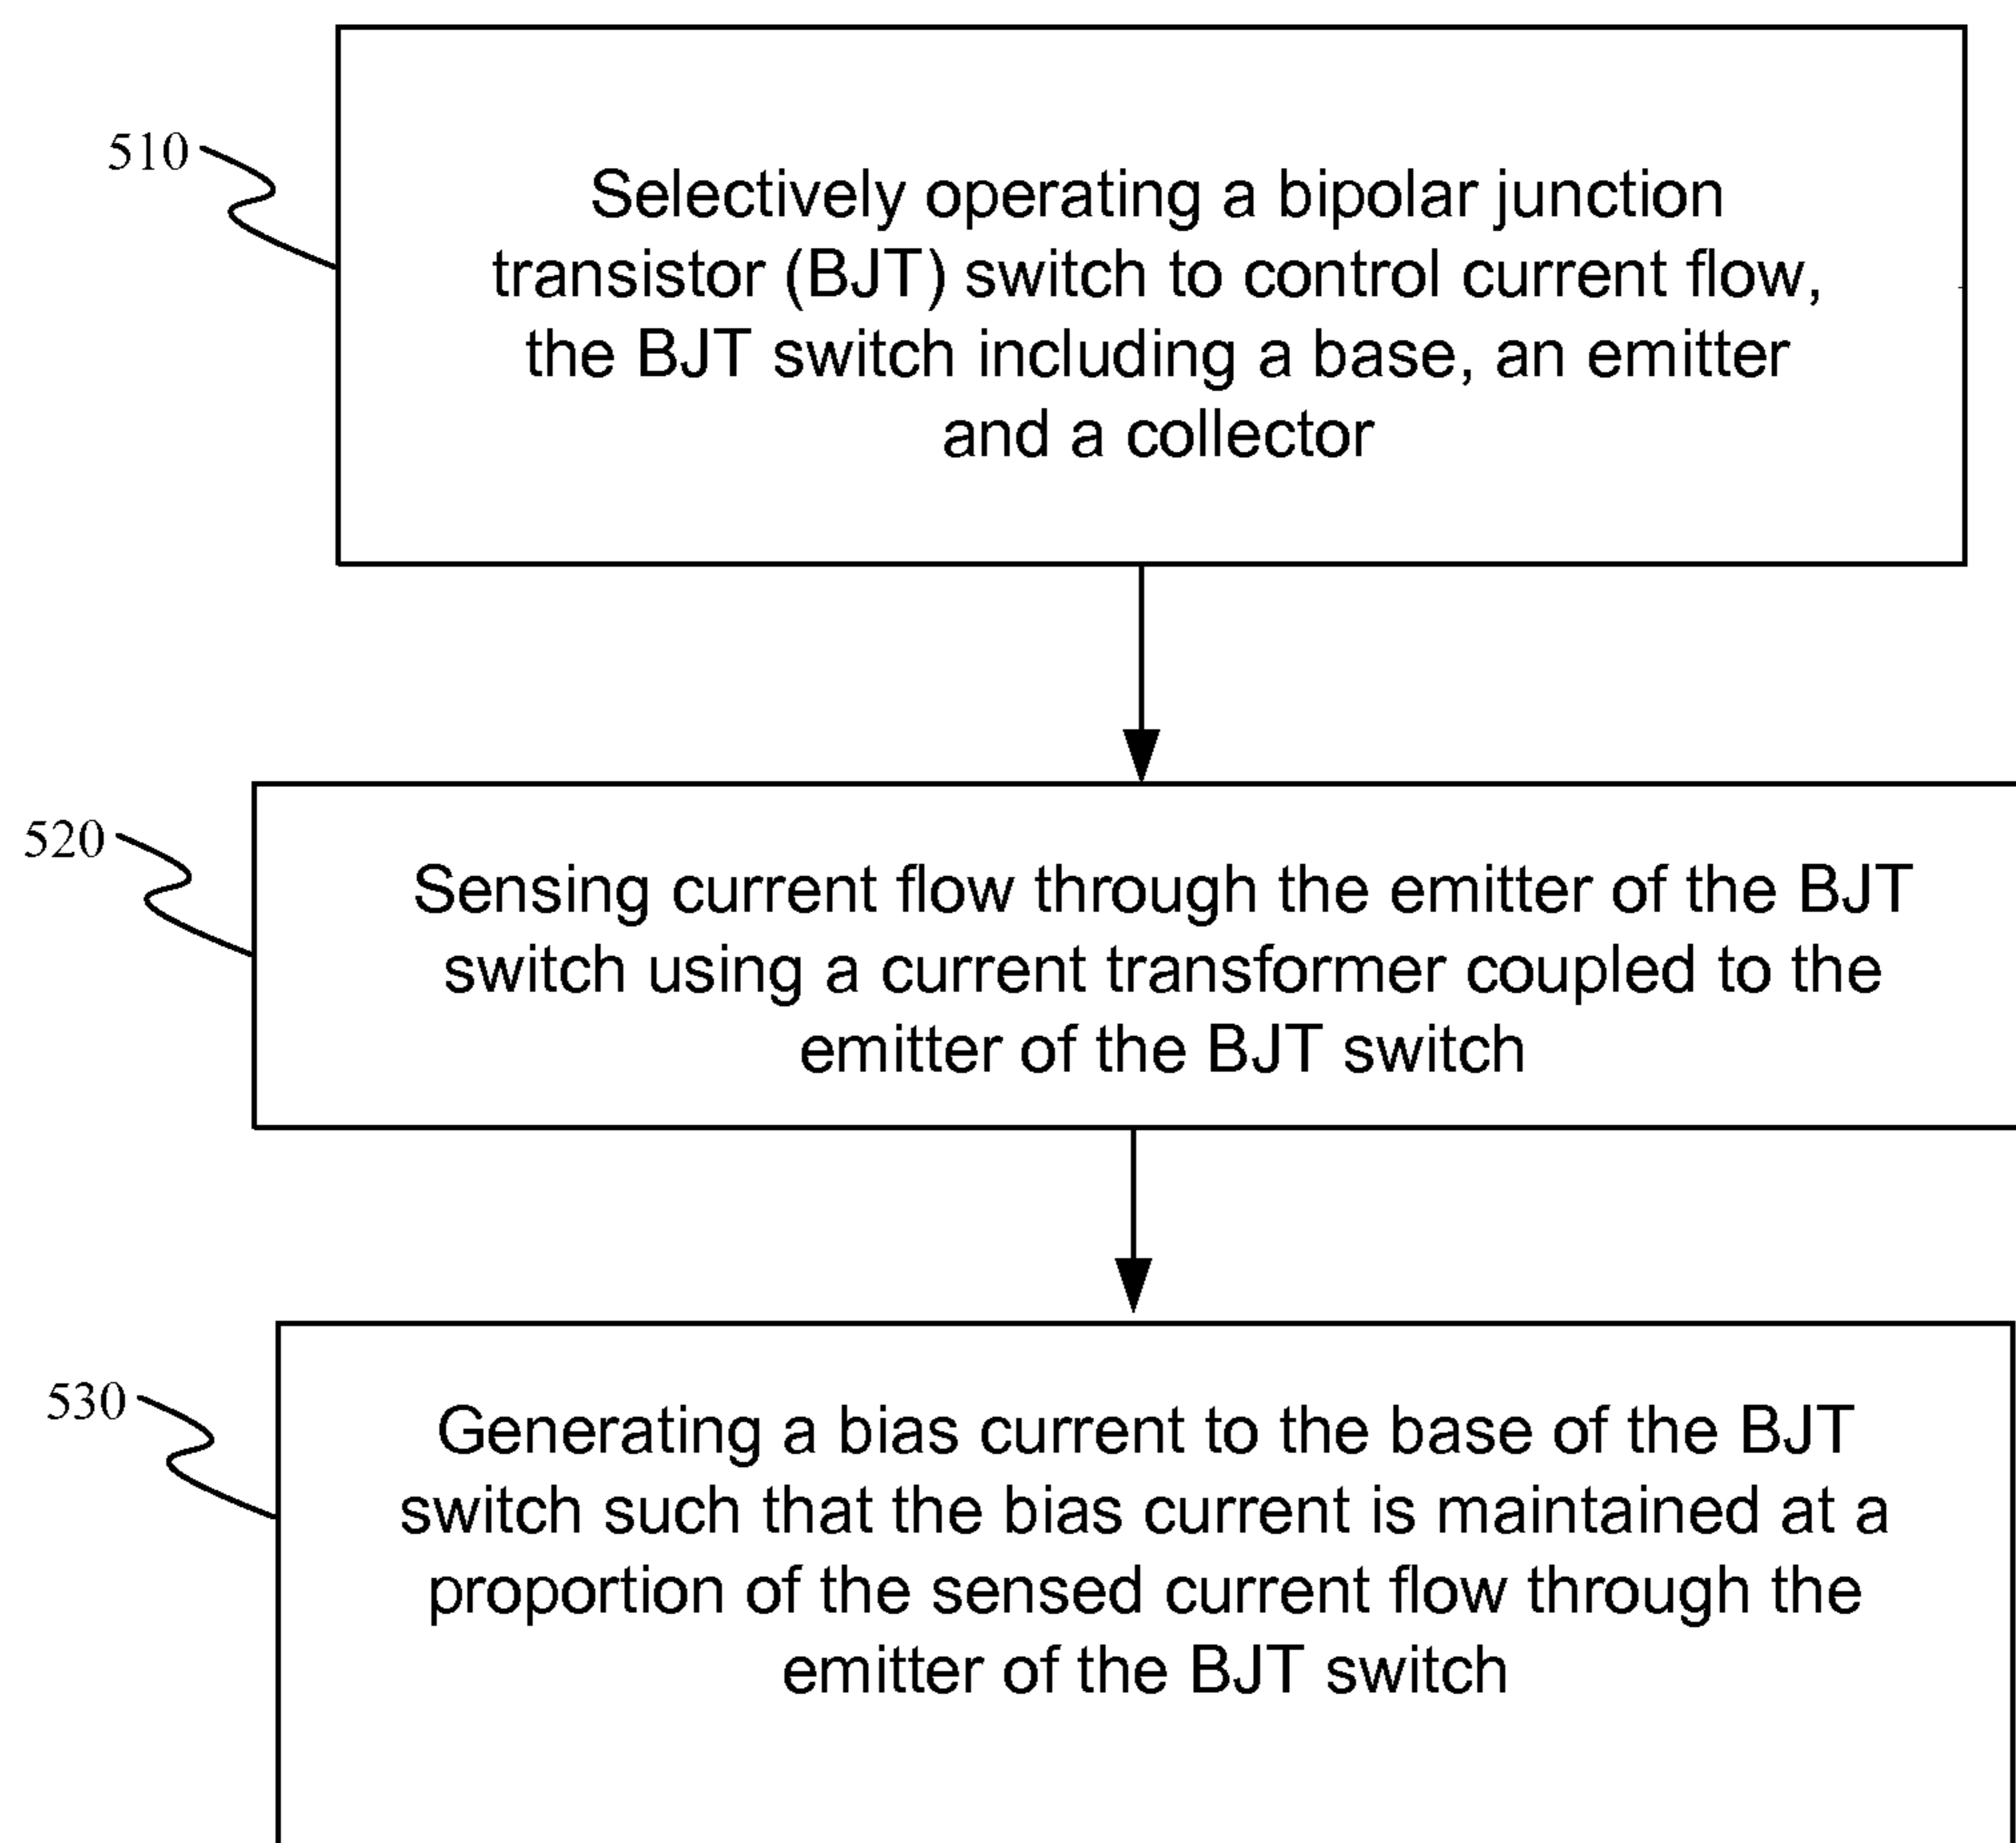 510
Selectively operating a bipolar junction
transistor (BJT) switch to control current flow,
the BJT switch including a base, an emitter
and a collector
520
Sensing current flow through the emitter of the BJT
switch using a current transformer coupled to the
emitter of the BJT switch
530
Generating a bias current to the base of the BJT
switch such that the bias current is maintained at a
proportion of the sensed current flow through the
emitter of the BJT switch